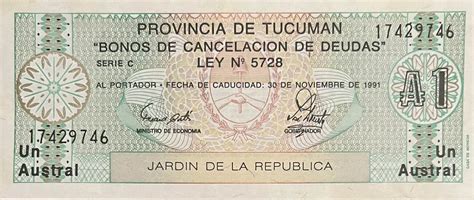 PROVINCIA DE TUCUMAN
17429746
"BONOS DE CANCELACION DE DEUDAS"
SERIE C
LEY Nº 5728
AL PORTADOR - FECHA DE CADUCIDAD: 30 DE NOVIEMBRE DE 1991
A1
17429746
MINISTRO DE ECONOMIA
GOBERNADOR
Un
Austral
JARDIN DE LA REPUBLICA
Un
Austral